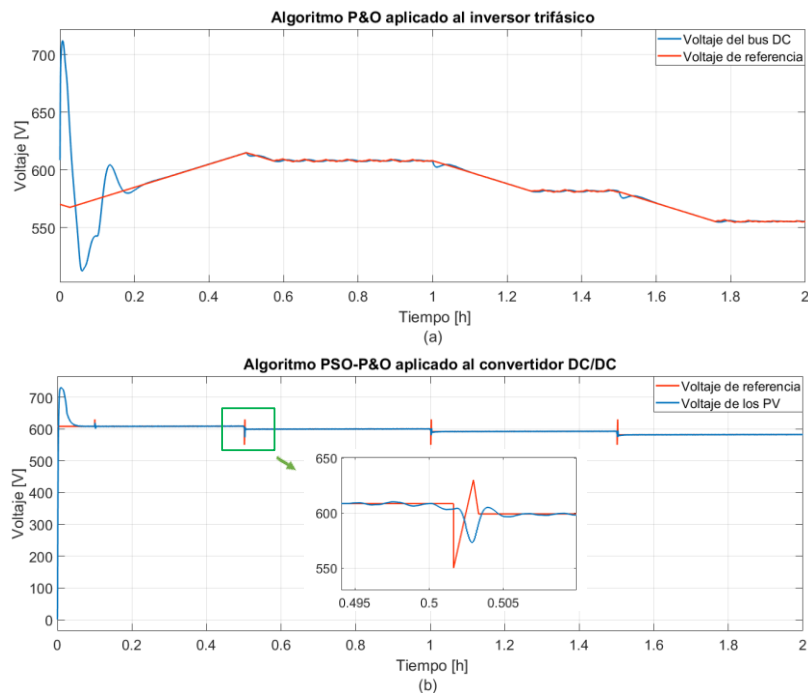 Algoritmo P&O aplicado al inversor trifásico
Voltaje del bus DC
Voltaje de referencia
Voltaje [V]
700
650
600
550
0 0.2 0.4 0.6 0.8 1 1.2 1.4 1.6 1.8 2
Tiempo [h]
(a)
Algoritmo PSO-P&O aplicado al convertidor DC/DC
Voltaje de referencia
Voltaje de los PV
Voltaje [V]
700
600
500
400
300
200
100
0
650
600
550
0.495 0.5 0.505
0 0.2 0.4 0.6 0.8 1 1.2 1.4 1.6 1.8 2
Tiempo [h]
(b)